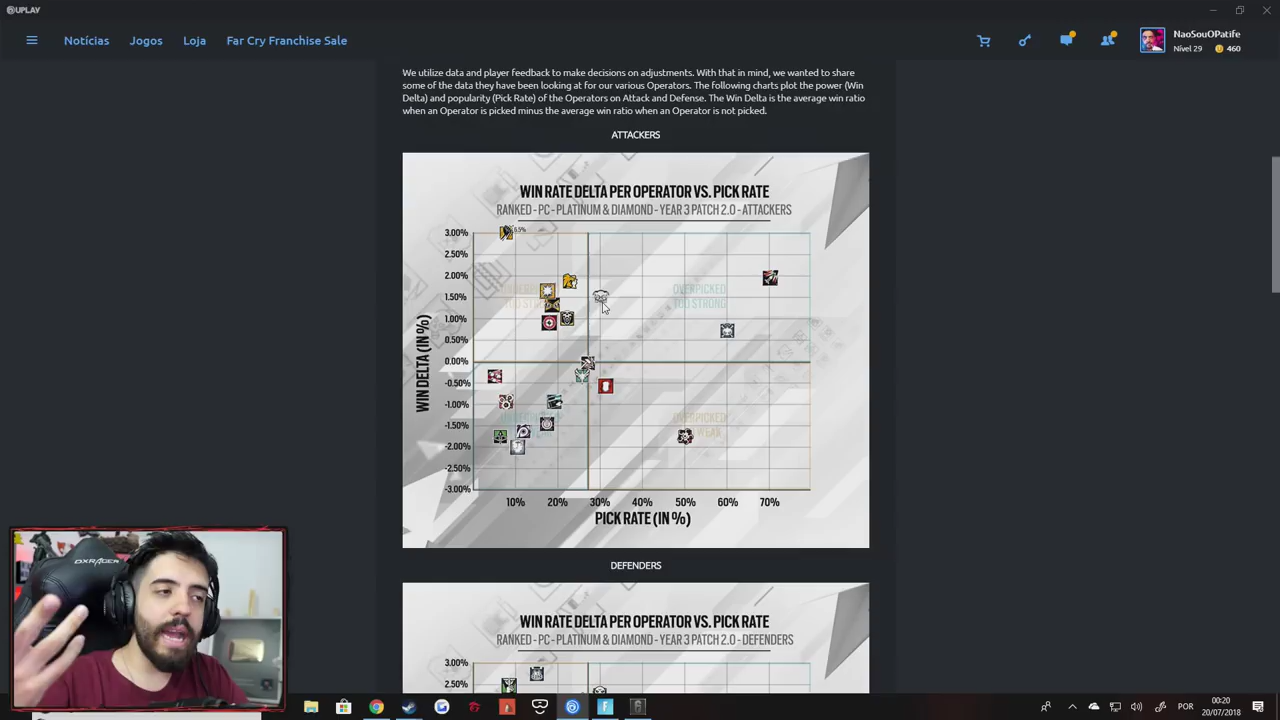 UPLAY
Notícias
Jogos
Loja
Far Cry Franchise Sale
NaoSouOPatife
Nível 29
460
We utilize data and player feedback to make decisions on adjustments. With that in mind, we wanted to share
some of the data they have been looking at for our various Operators. The following charts plot the power (Win
Delta) and popularity (Pick Rate) of the Operators on Attack and Defense. The Win Delta is the average win ratio
when an Operator is picked minus the average win ratio when an Operator is not picked.
ATTACKERS
WIN RATE DELTA PER OPERATOR VS. PICK RATE
RANKED - PC - PLATINUM & DIAMOND - YEAR 3 PATCH 2.0 - ATTACKERS
3.00%
2.50%
2.00%
1.50%
1.00%
0.50%
0.00%
-0.50%
-1.00%
-1.50%
-2.00%
-2.50%
-3.00%
WIN DELTA (IN %)
6.5%
OVERPICKED
TOO STRONG
OVERPICKED
10%
20%
30%
40%
50%
60%
70%
PICK RATE (IN %)
DXRACER
DEFENDERS
WIN RATE DELTA PER OPERATOR VS. PICK RATE
RANKED - PC - PLATINUM & DIAMOND - YEAR 3 PATCH 2.0 - DEFENDERS
3.00%
2.50%
POR
00:20
20/07/2018